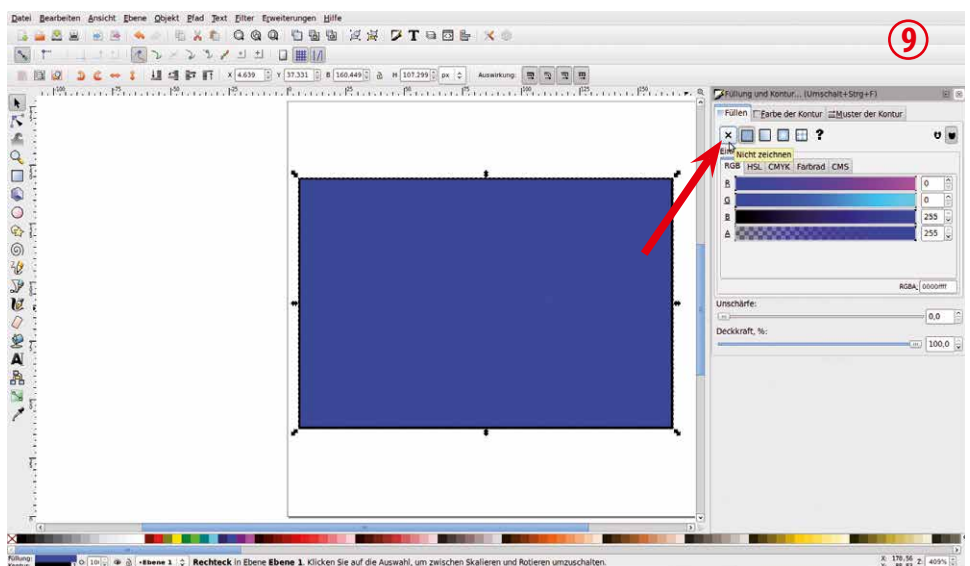 Datei Bearbeiten Ansicht Ebene Objekt Pfad Text Filter Erweiterungen Hilfe
9
X 4.639 Y 37.331 B 160.449 H 107.299 px Auswirkung:
Füllung und Kontur... (Umschalt+Strg+F)
Füllen Farbe der Kontur Muster der Kontur
?
Nicht zeichnen
RGB HSL CMYK Farbrad CMS
R 0
G 0
B 255
A 255
RGBA: 0000ffff
Unschärfe:
0,0
Deckkraft, %:
100,0
Füllung:
Kontur:
O: Ebene 1 Rechteck in Ebene Ebene 1. Klicken Sie auf die Auswahl, um zwischen Skalieren und Rotieren umzuschalten.
X: 170.56
Z: 409%